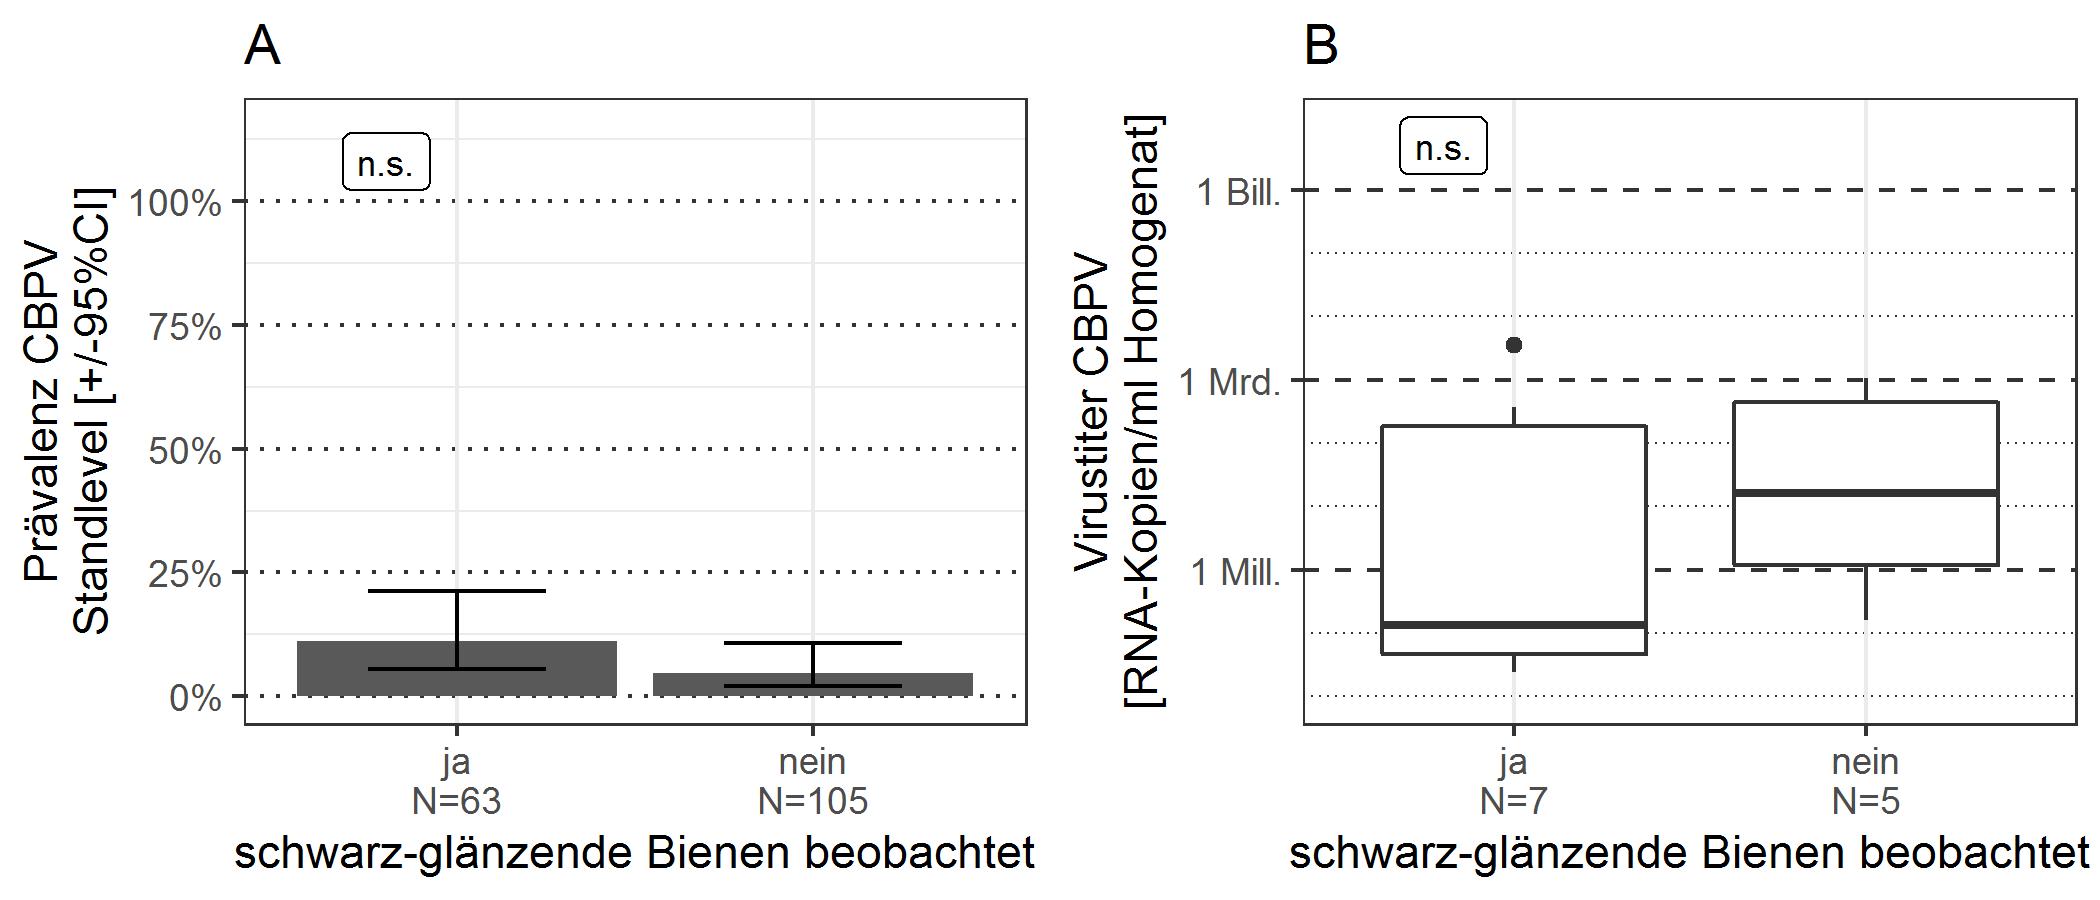 A
Prävalenz CBPV
Standlevel [+/-95%CI]
n.s.
100%
75%
50%
25%
0%
ja
N=63
nein
N=105
schwarz-glänzende Bienen beobachtet
B
Virustiter CBPV
[RNA-Kopien/ml Homogenat]
n.s.
1 Bill.
1 Mrd.
1 Mill.
ja
N=7
nein
N=5
schwarz-glänzende Bienen beobachtet